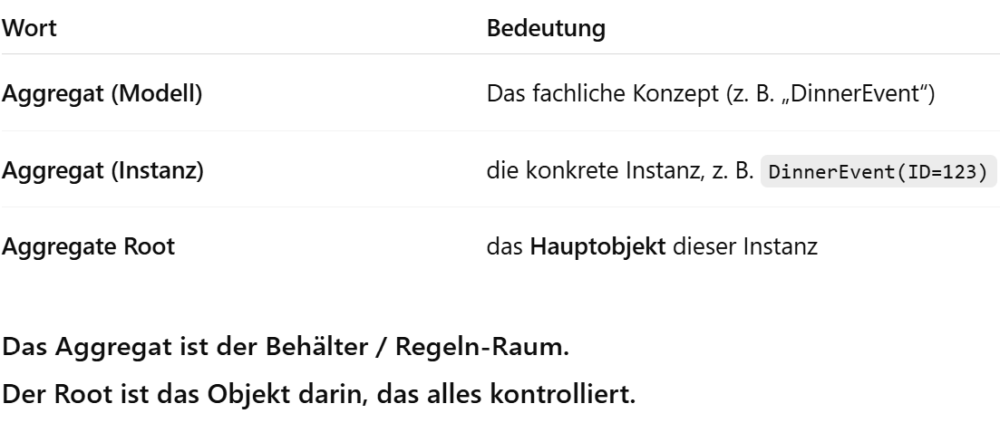 Wort Bedeutung
Aggregat (Modell) Das fachliche Konzept (z. B. „DinnerEvent“)
Aggregat (Instanz) die konkrete Instanz, z. B. DinnerEvent(ID=123)
Aggregate Root das Hauptobjekt dieser Instanz
Das Aggregat ist der Behälter / Regeln-Raum.
Der Root ist das Objekt darin, das alles kontrolliert.